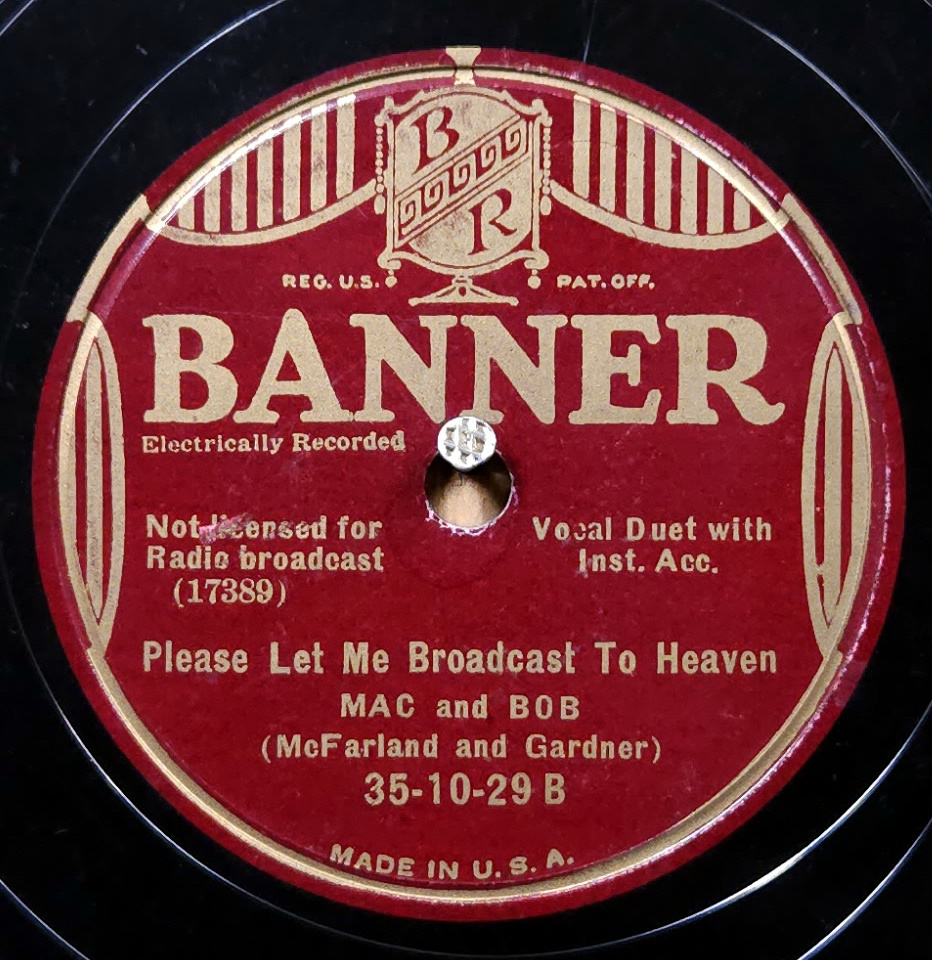 B
R
REG. U.S. PAT. OFF.
BANNER
Electrically Recorded
Not licensed for
Radio broadcast
(17389)
Vocal Duet with
Inst. Acc.
Please Let Me Broadcast To Heaven
MAC and BOB
(McFarland and Gardner)
35-10-29 B
MADE IN U.S.A.